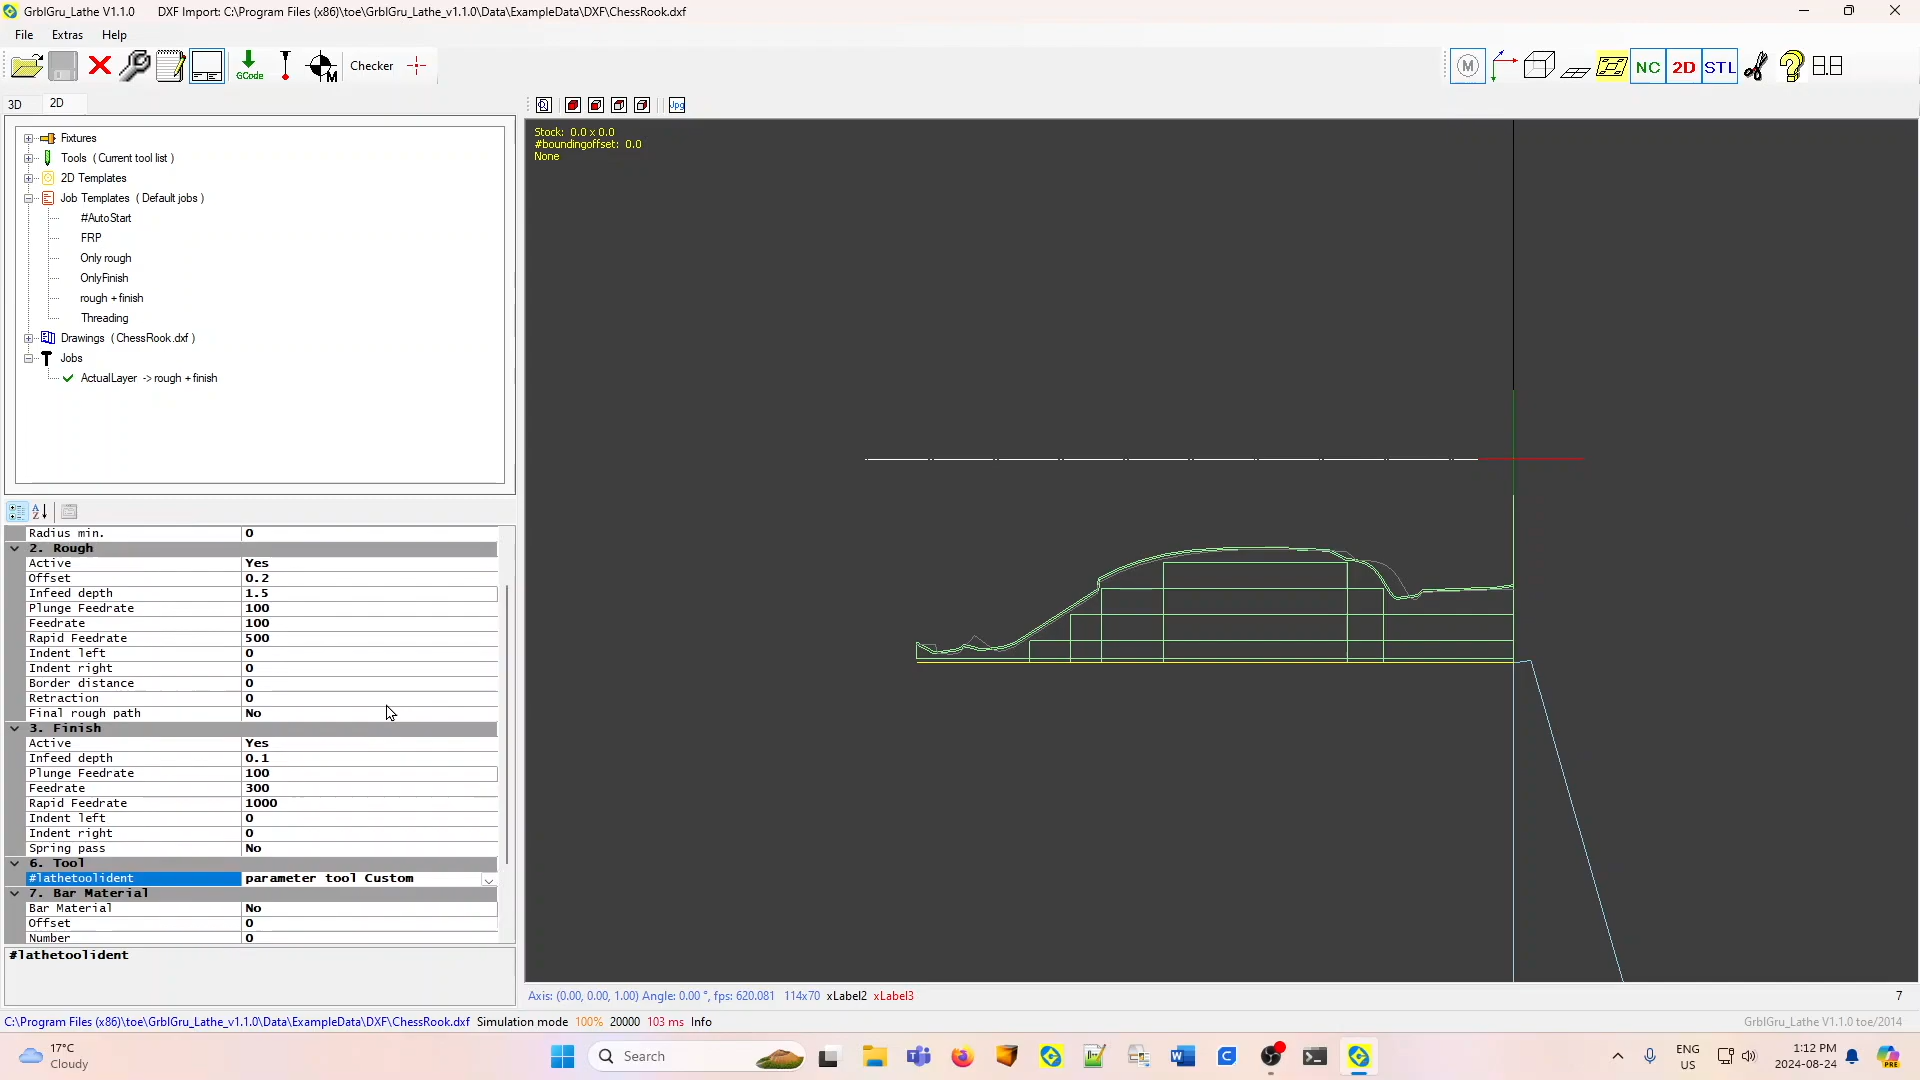 GrblGru_Lathe V1.1.0 DXF Import: C:\Program Files (x86)\toe\GrblGru_Lathe_v1.1.0\Data\ExampleData\DXF\ChessRook.dxf
File Extras Help
GCode
M
Checker
M
NC
2D
STL
3D 2D
Jpg
Fixtures
Tools ( Current tool list )
2D Templates
Job Templates ( Default jobs )
#AutoStart
FRP
Only rough
OnlyFinish
rough + finish
Threading
Drawings ( ChessRook.dxf )
Jobs
ActualLayer -> rough + finish
Stock: 0.0 x 0.0
#boundingoffset: 0.0
None
Radius min. 0
2. Rough
Active Yes
Offset 0.2
Infeed depth 1.5
Plunge Feedrate 100
Feedrate 100
Rapid Feedrate 500
Indent left 0
Indent right 0
Border distance 0
Retraction 0
Final rough path No
3. Finish
Active Yes
Infeed depth 0.1
Plunge Feedrate 100
Feedrate 300
Rapid Feedrate 1000
Indent left 0
Indent right 0
Spring pass No
6. Tool
#lathetoolident parameter tool Custom
7. Bar Material
Bar Material No
Offset 0
Number 0
#lathetoolident
Axis: (0.00, 0.00, 1.00) Angle: 0.00 °, fps: 620.081 114x70 xLabel2 xLabel3 7
C:\Program Files (x86)\toe\GrblGru_Lathe_v1.1.0\Data\ExampleData\DXF\ChessRook.dxf Simulation mode 100% 20000 103 ms Info GrblGru_Lathe V1.1.0 toe/2014
17°C
Cloudy
Search
ENG
US
1:12 PM
2024-08-24
PRE